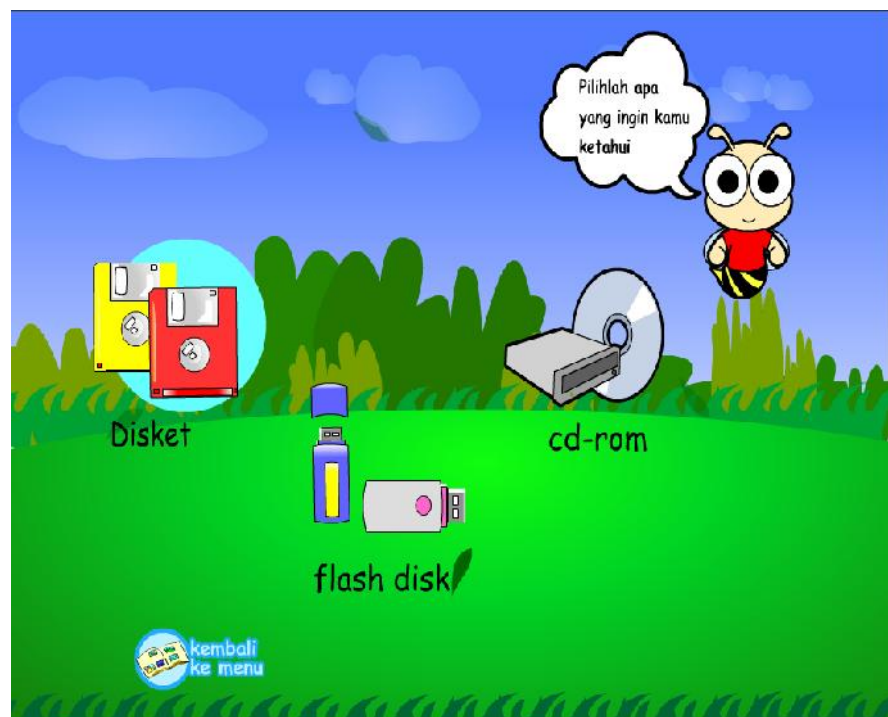 Pilihlah apa
yang ingin kamu
ketahui
Disket
cd-rom
flash disk
kembali
ke menu